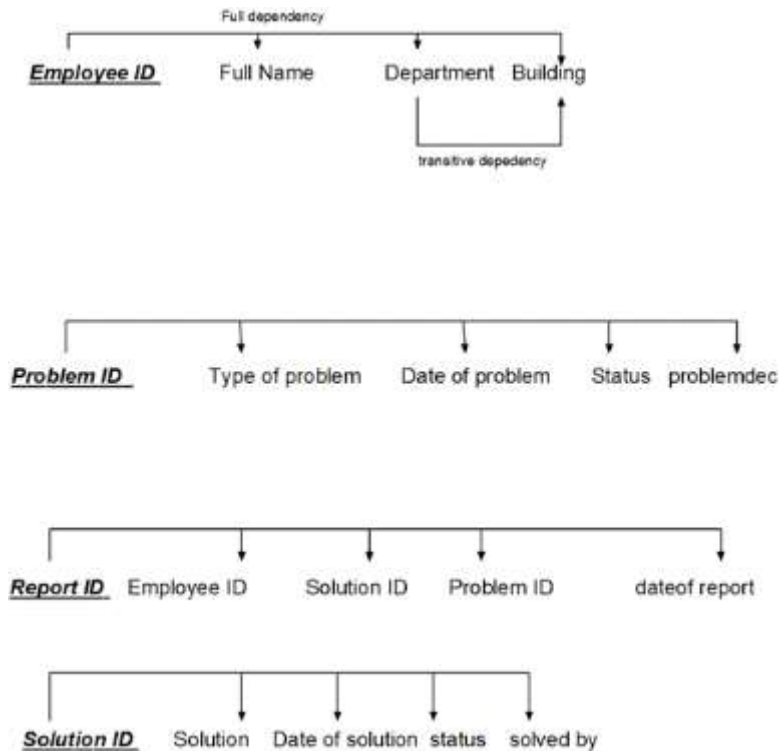 Full dependency
Employee ID Full Name Department Building
transitive depedency
Problem ID Type of problem Date of problem Status problemdec
Report ID Employee ID Solution ID Problem ID dateof report
Solution ID Solution Date of solution status solved by